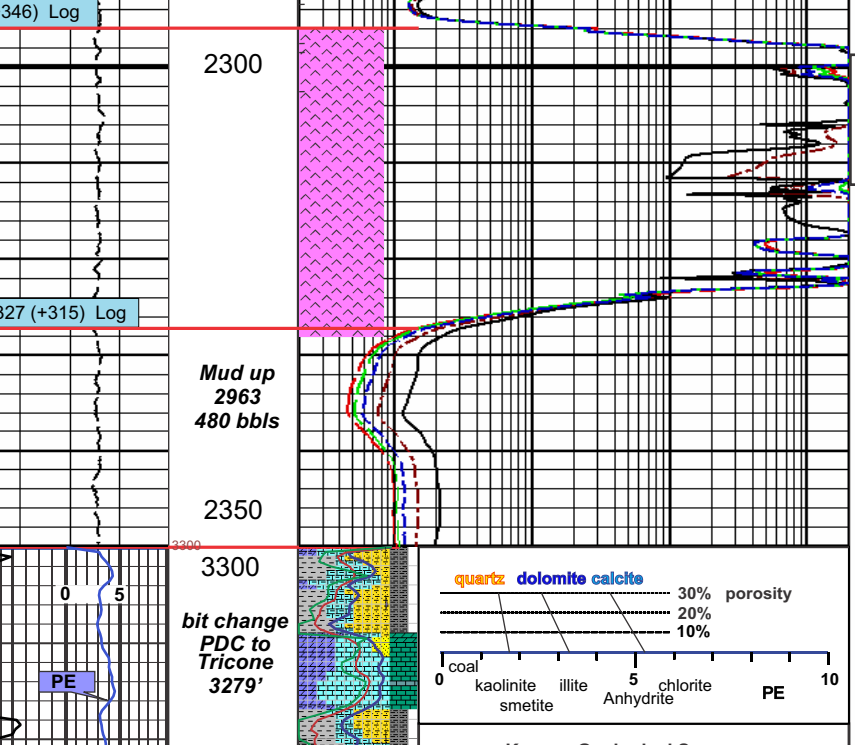 346) Log
2300
327 (+315) Log
Mud up
2963
480 bbls
2350
3300
3300
0 5
bit change
PDC to
Tricone
3279’
PE
quartz dolomite calcite
30% porosity
20%
10%
coal
0 5 10
kaolinite illite chlorite
smetite Anhydrite PE